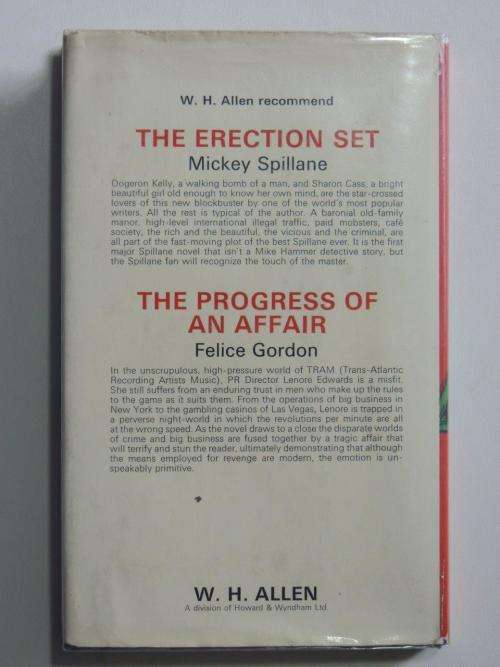 W. H. Allen recommend
THE ERECTION SET
Mickey Spillane
Dogeron Kelly, a walking bomb of a man, and Sharon Cass, a bright
beautiful girl old enough to know her own mind, are the star-crossed
lovers of this new blockbuster by one of the world's most popular
writers. All the rest is typical of the author. A baronial old-family
manor, high-level international illegal traffic, paid mobsters, café
society, the rich and the beautiful, the vicious and the criminal, are
all part of the fast-moving plot of the best Spillane ever. It is the first
major Spillane novel that isn't a Mike Hammer detective story, but
the Spillane fan will recognize the touch of the master.
THE PROGRESS OF
AN AFFAIR
Felice Gordon
In the unscrupulous, high-pressure world of TRAM (Trans-Atlantic
Recording Artists Music), PR Director Lenore Edwards is a misfit.
She still suffers from an enduring trust in men who make up the rules
to the game as it suits them. From the operations of big business in
New York to the gambling casinos of Las Vegas, Lenore is trapped in
a perverse night-world in which the revolutions per minute are all
at the wrong speed. As the novel draws to a close the disparate worlds
of crime and big business are fused together by a tragic affair that
will terrify and stun the reader, ultimately demonstrating that although
the means employed for revenge are modern, the emotion is un-
speakably primitive.
W. H. ALLEN
A division of Howard & Wyndham Ltd